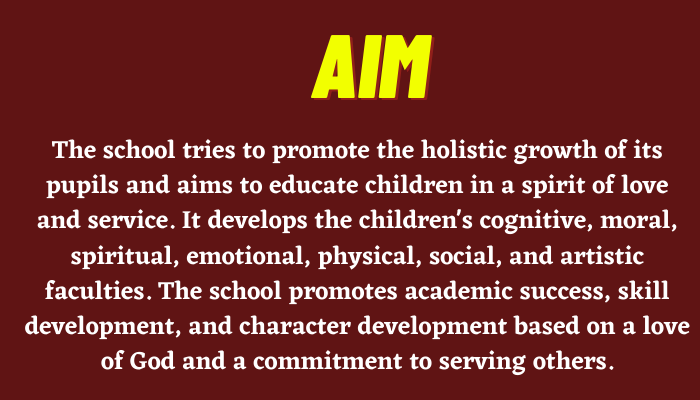 AIM
The school tries to promote the holistic growth of its
pupils and aims to educate children in a spirit of love
and service. It develops the children's cognitive, moral,
spiritual, emotional, physical, social, and artistic
faculties. The school promotes academic success, skill
development, and character development based on a love
of God and a commitment to serving others.